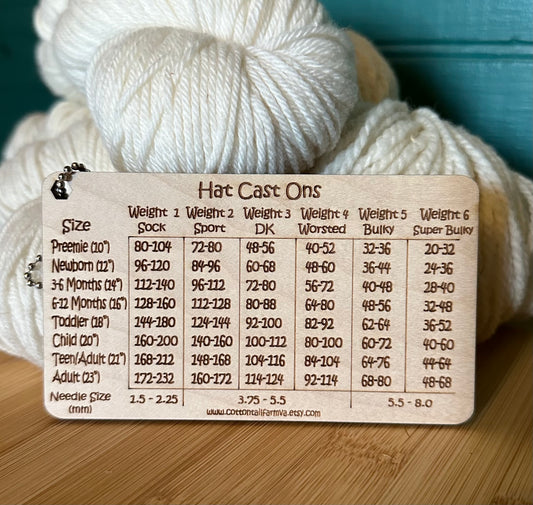 Hat Cast Ons
Size Weight 1 Sock Weight 2 Sport Weight 3 DK Weight 4 Worsted Weight 5 Bulky Weight 6 Super Bulky
Preemie (10") 80-104 72-80 48-56 40-52 32-36 20-32
Newborn (12") 96-120 84-96 60-68 48-60 36-44 24-36
3-6 Months (14") 112-140 96-112 72-80 56-72 40-48 28-40
6-12 Months (16") 128-160 112-128 80-88 64-80 48-56 32-48
Toddler (18") 144-180 124-144 92-100 82-92 62-64 36-52
Child (20") 160-200 140-160 100-112 80-100 60-72 40-60
Teen/Adult (21") 168-212 148-168 104-116 84-104 64-76 44-64
Adult (23") 172-232 160-172 114-124 92-114 68-80 48-68
Needle Size (mm) 1.5 - 2.25 3.75 - 5.5 5.5 - 8.0
www.cottontailfarmva.etsy.com